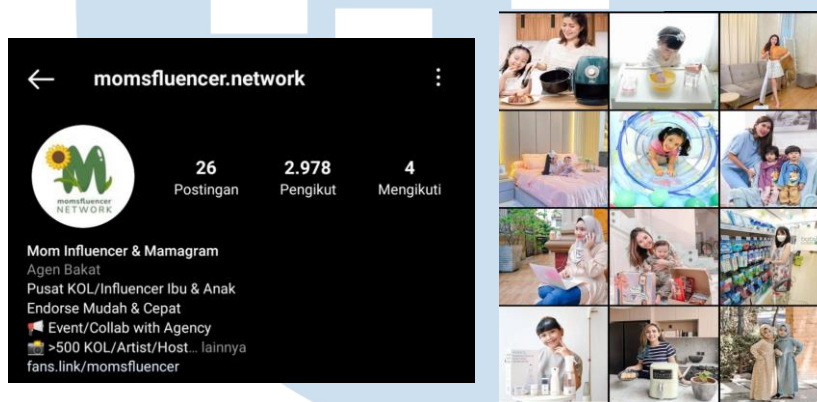 momsfluencer.network
momsfluencer
NETWORK
26
Postingan
2.978
Pengikut
4
Mengikuti
Mom Influencer & Mamagram
Agen Bakat
Pusat KOL/Influencer Ibu & Anak
Endorse Mudah & Cepat
📢 Event/Collab with Agency
📸 >500 KOL/Artist/Host... lainnya
fans.link/momsfluencer